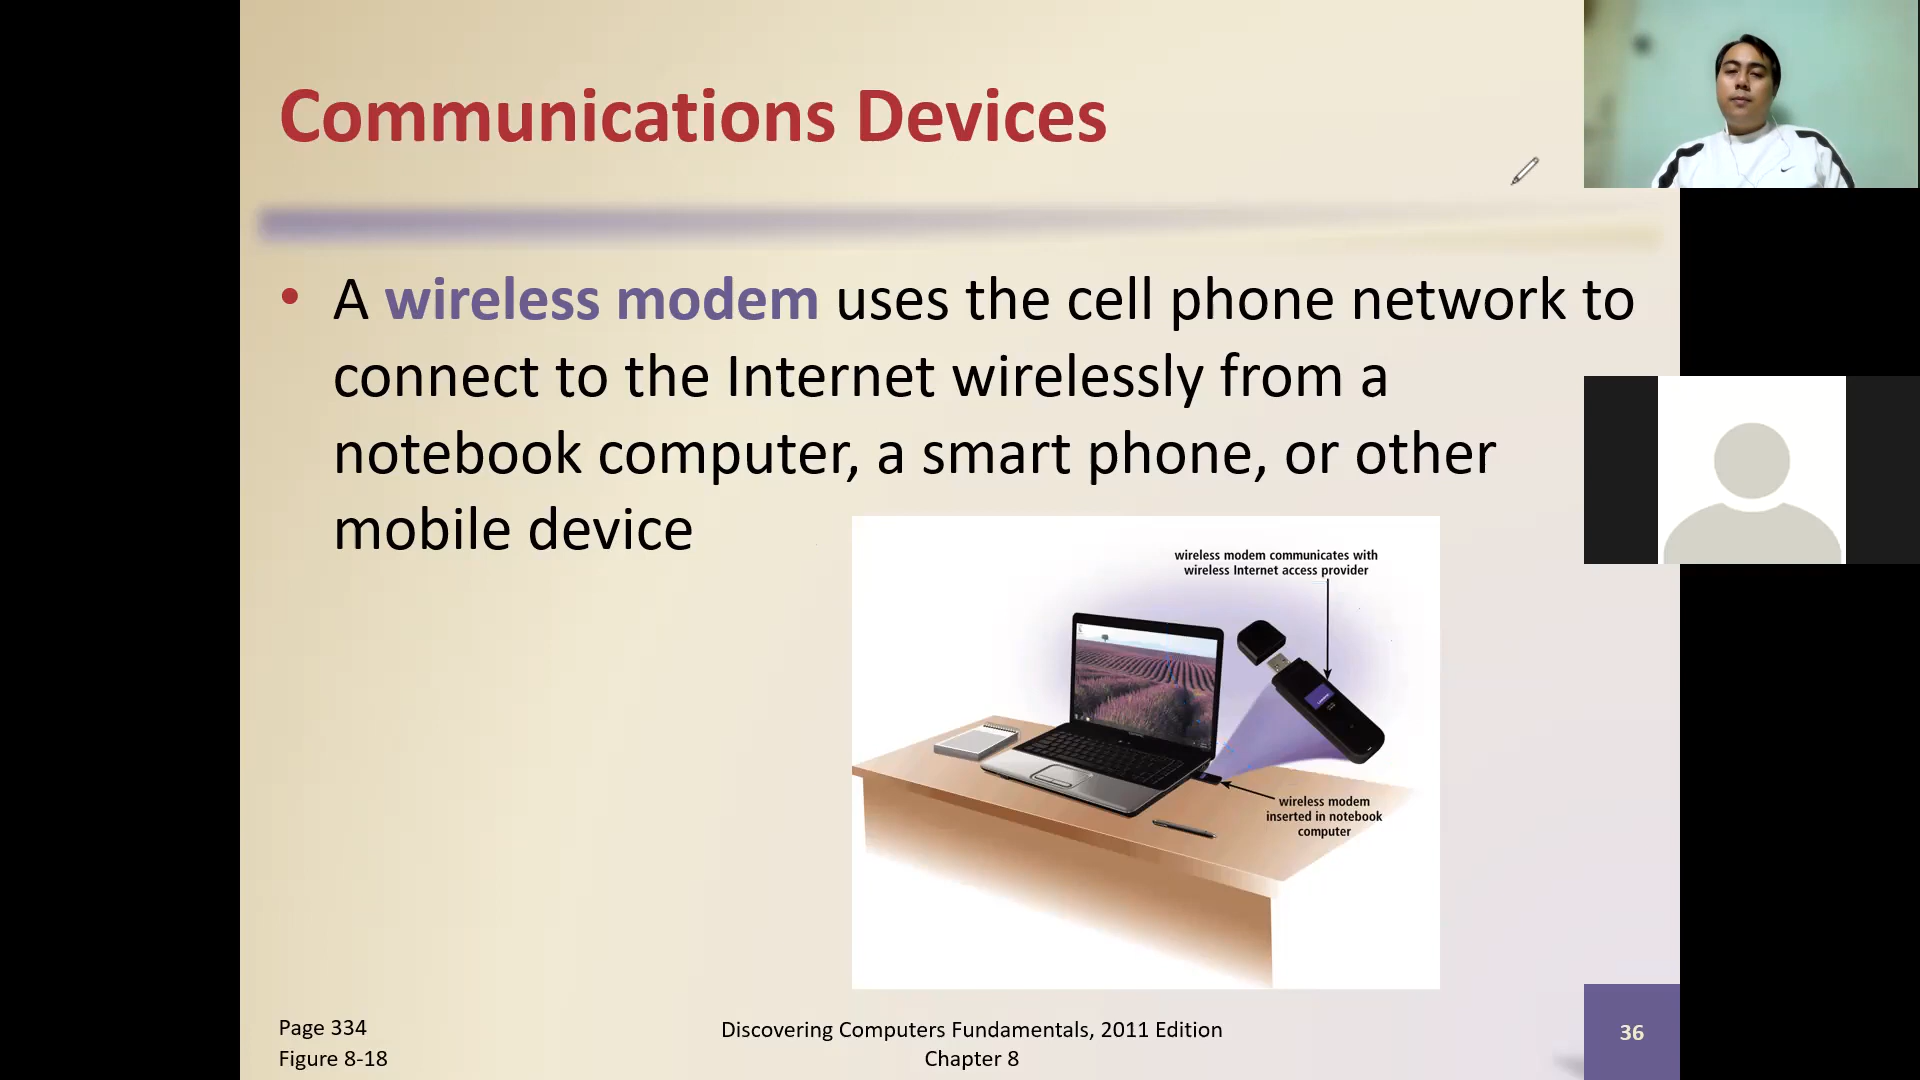 Communications Devices
• A wireless modem uses the cell phone network to
connect to the Internet wirelessly from a
notebook computer, a smart phone, or other
mobile device
wireless modem communicates with
wireless Internet access provider
wireless modem
inserted in notebook
computer
Page 334
Figure 8-18
Discovering Computers Fundamentals, 2011 Edition
Chapter 8
36